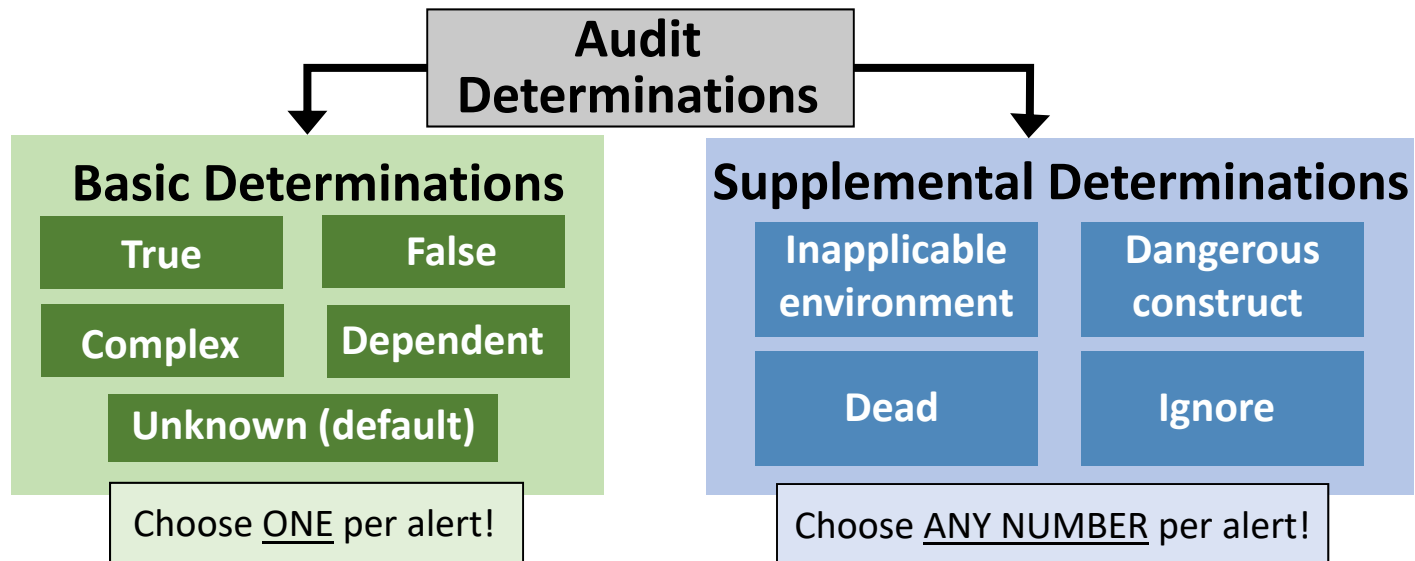 Audit
Determinations
Basic Determinations
True
False
Complex
Dependent
Unknown (default)
Choose ONE per alert!
Supplemental Determinations
Inapplicable
environment
Dangerous
construct
Dead
Ignore
Choose ANY NUMBER per alert!